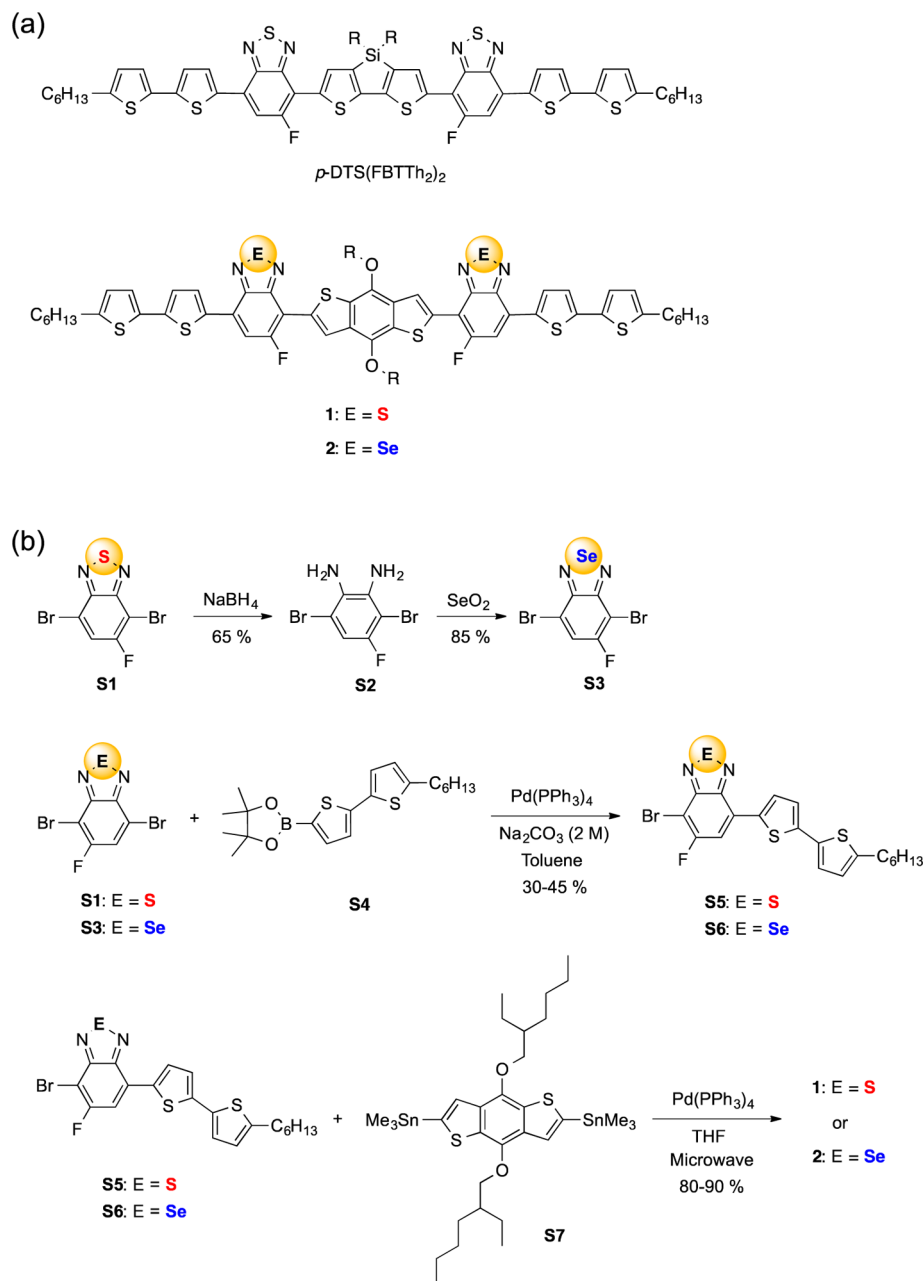 (a)
N S N R R N S N
Si
C6H13 S S F S S F S S C6H13
p-DTS(FBTTh2)2
E E
N N R O N N
S
C6H13 S S F S F S S C6H13
O R
1: E = S
2: E = Se
(b)
S Se
N N H2N NH2 N N
NaBH4 SeO2
Br Br Br Br Br Br
65 % 85 %
F F F
S1 S2 S3
E E
N N N N
C6H13
Br Br + O B O S S Pd(PPh3)4 Br S S
Na2CO3 (2 M)
F Toluene F C6H13
30-45 %
S1: E = S S4 S5: E = S
S3: E = Se S6: E = Se
E
N N
Br S S O 1: E = S
F C6H13 + Me3Sn S S SnMe3 Pd(PPh3)4 or
THF
O Microwave 2: E = Se
80-90 %
S5: E = S
S6: E = Se S7